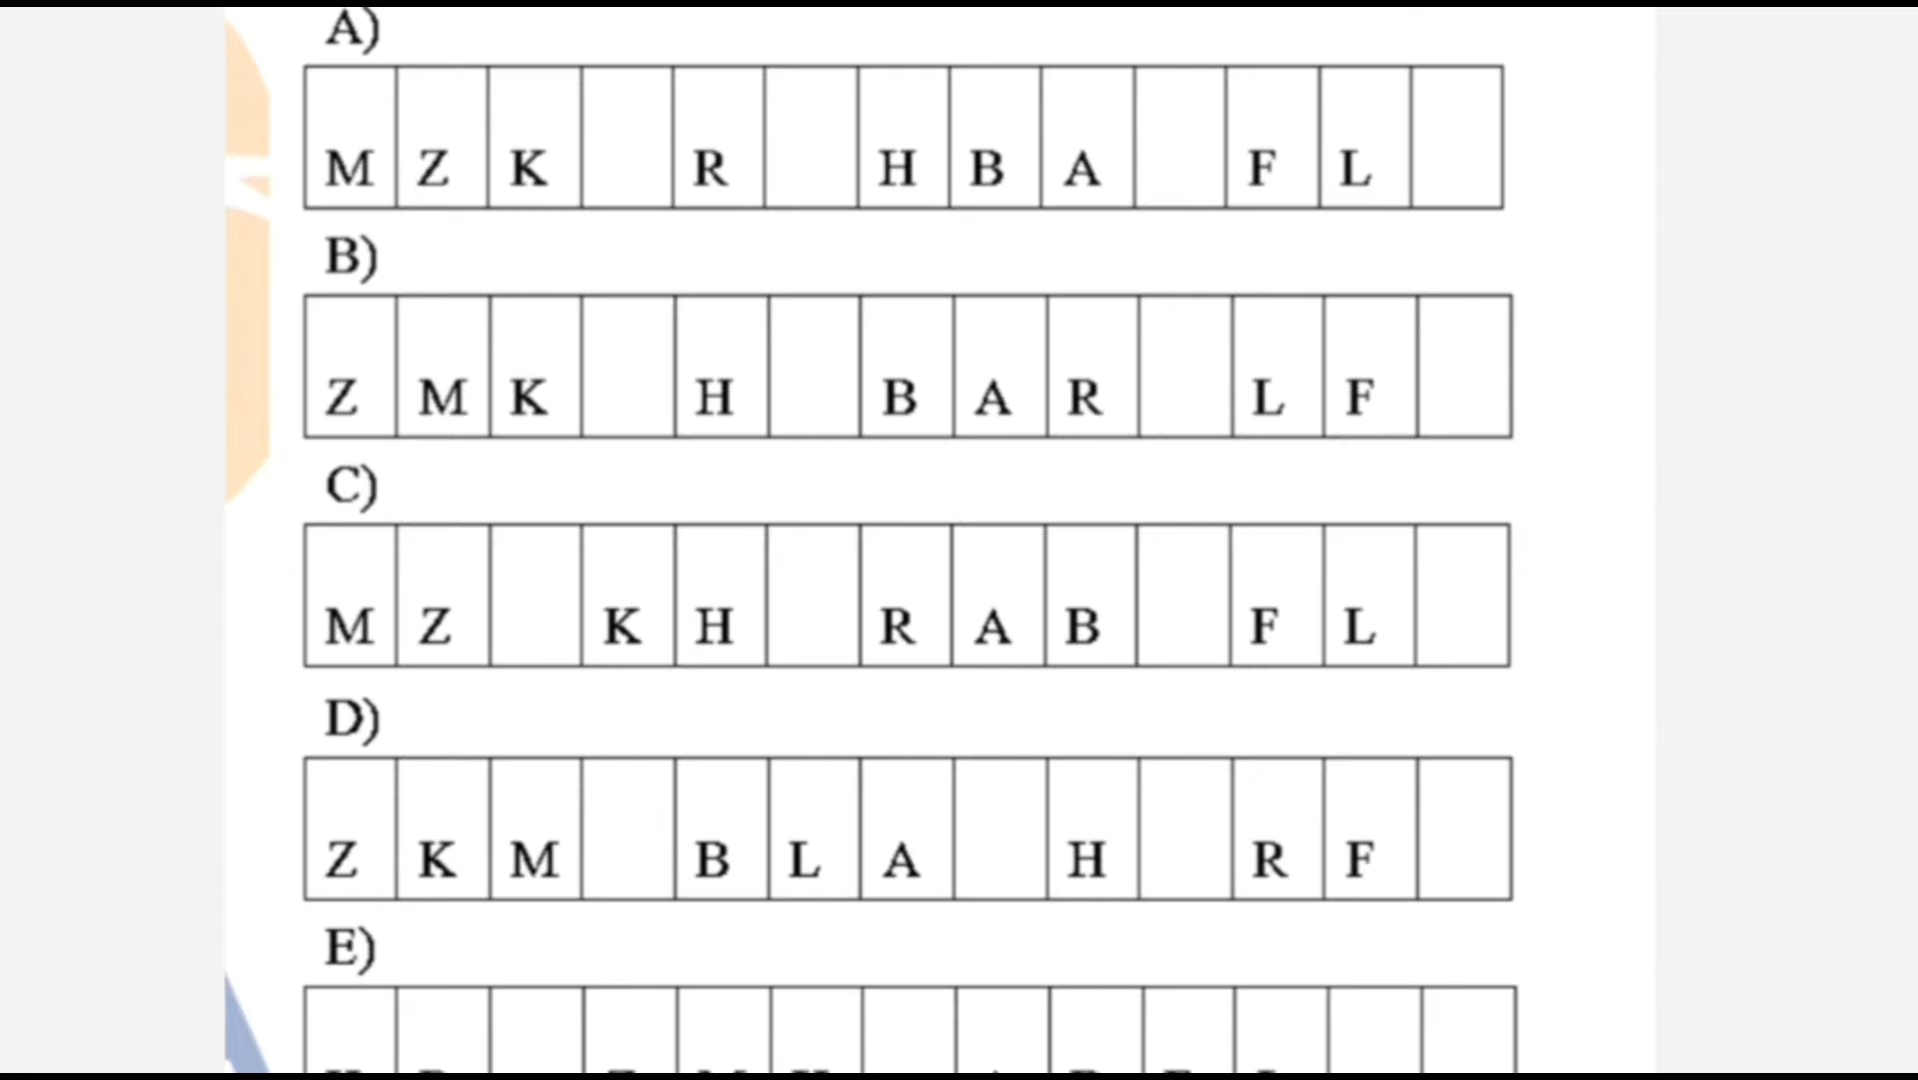 A)
M Z K R H B A F L
B)
Z M K H B A R L F
C)
M Z K H R A B F L
D)
Z K M B L A H R F
E)